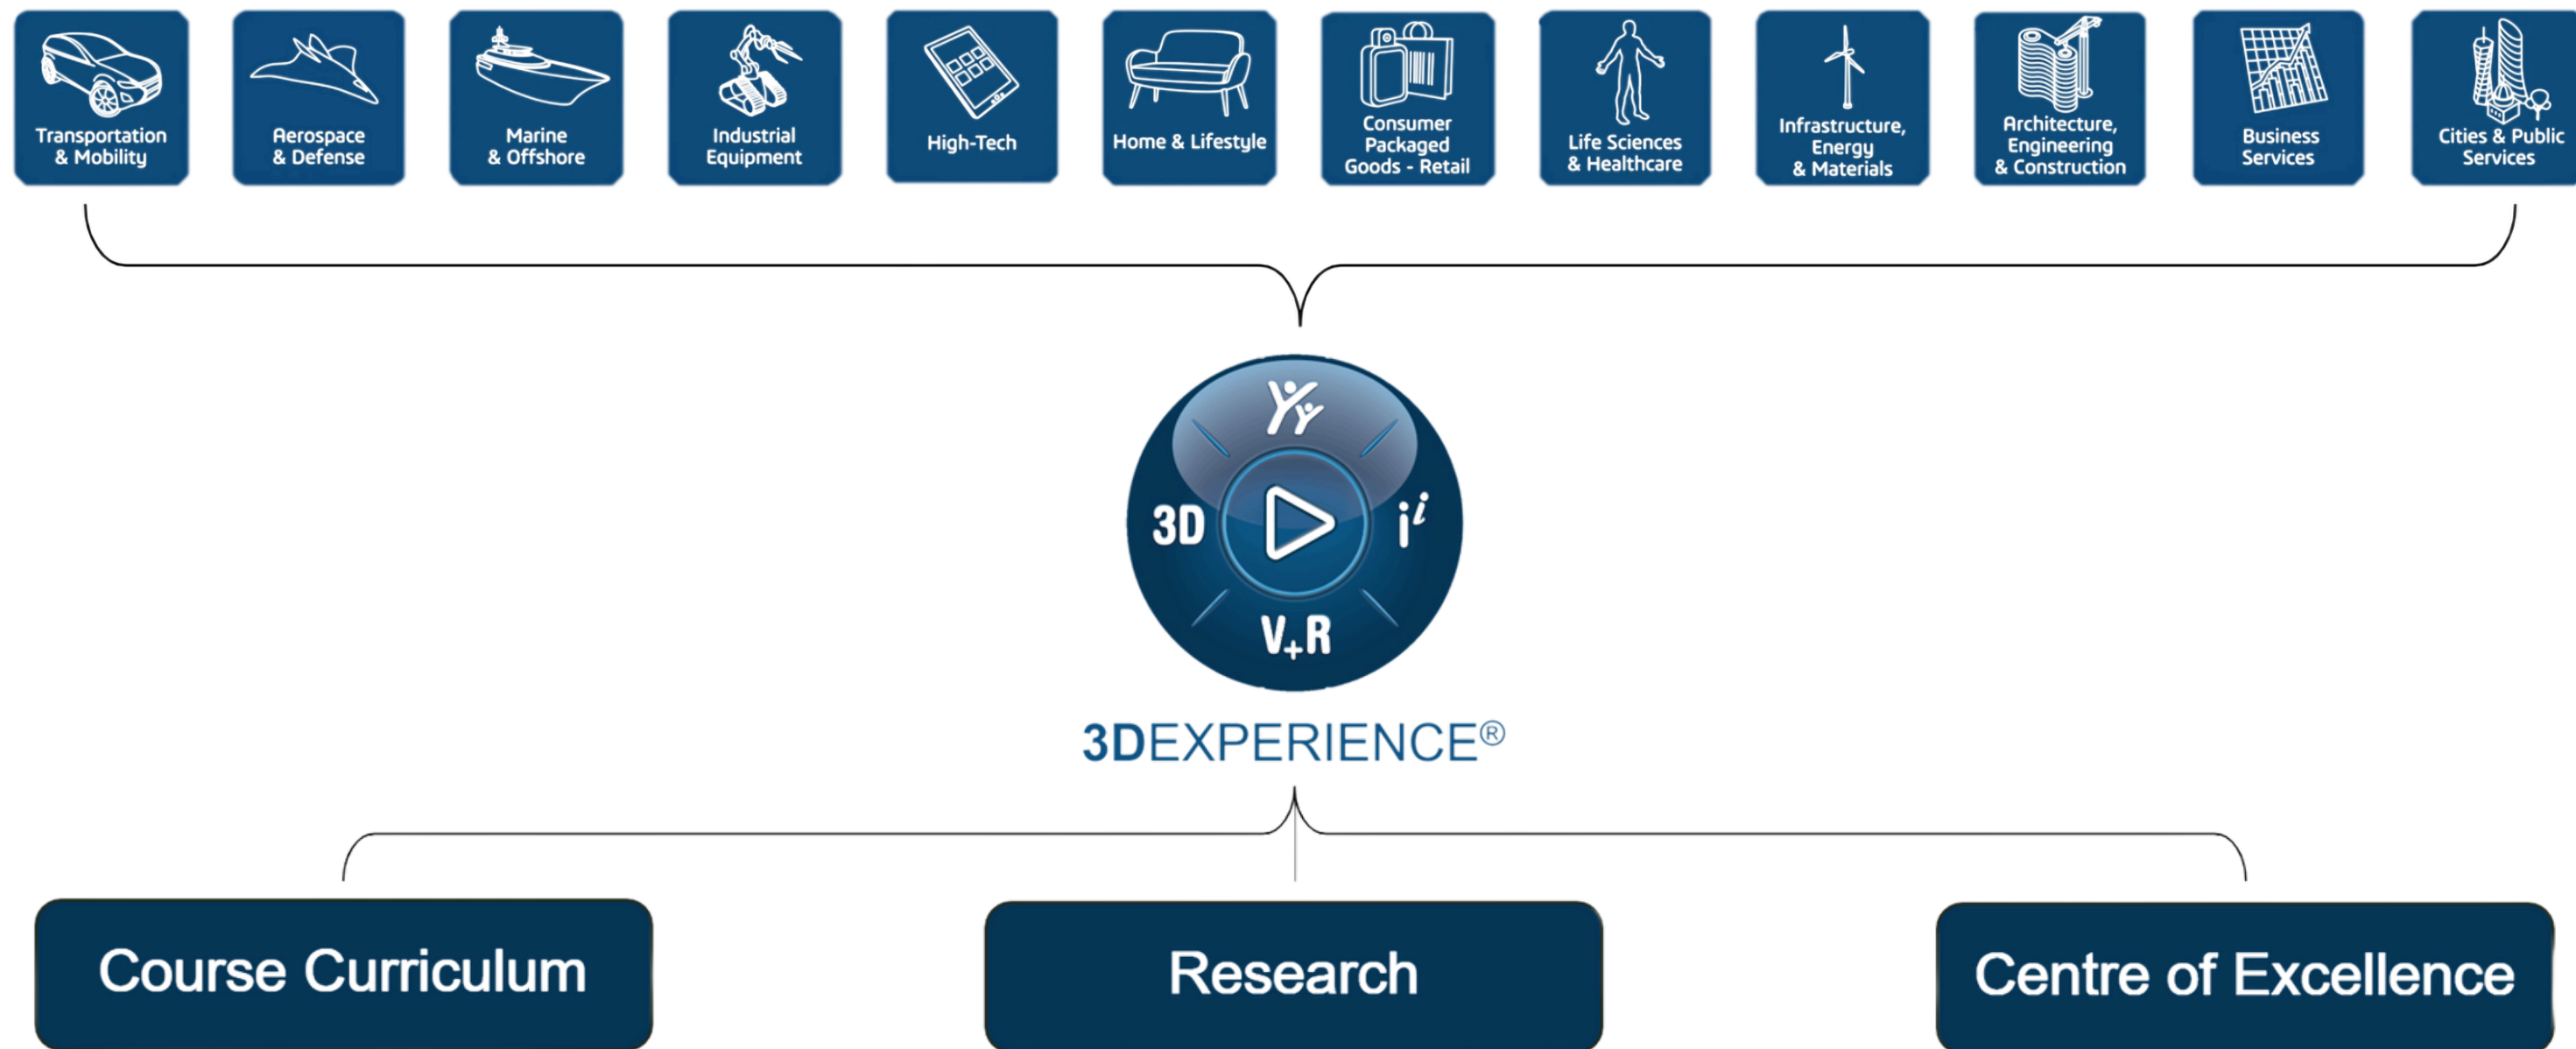 Transportation
& Mobility
Aerospace
& Defense
Marine
& Offshore
Industrial
Equipment
High-Tech
Home & Lifestyle
Consumer
Packaged
Goods - Retail
Life Sciences
& Healthcare
Infrastructure,
Energy
& Materials
Architecture,
Engineering
& Construction
Business
Services
Cities & Public
Services
3D
iⁱ
V+R
3DEXPERIENCE®
Course Curriculum
Research
Centre of Excellence